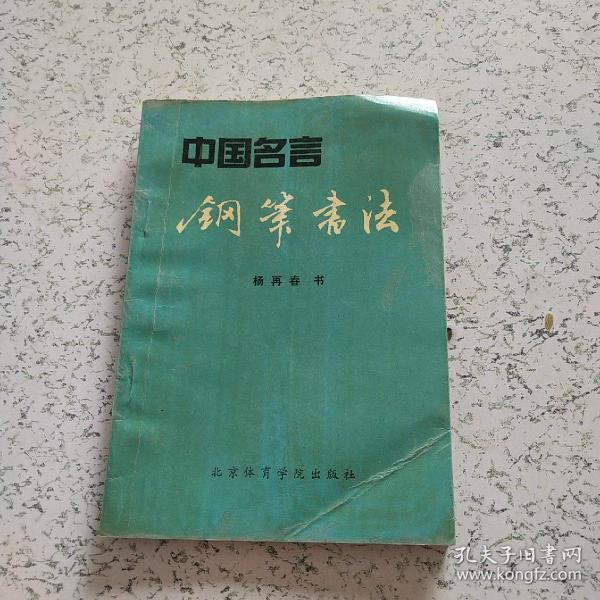 中国名言
钢笔书法
杨再春 书
北京体育学院出版社
孔夫子旧书网
www.kongfz.com